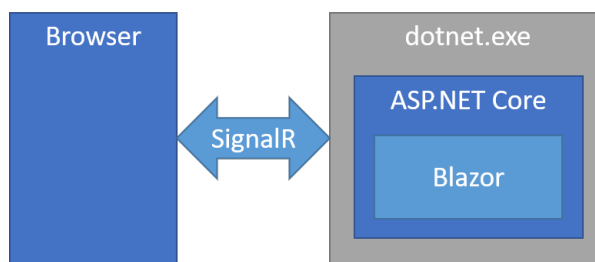 Browser
SignalR
dotnet.exe
ASP.NET Core
Blazor